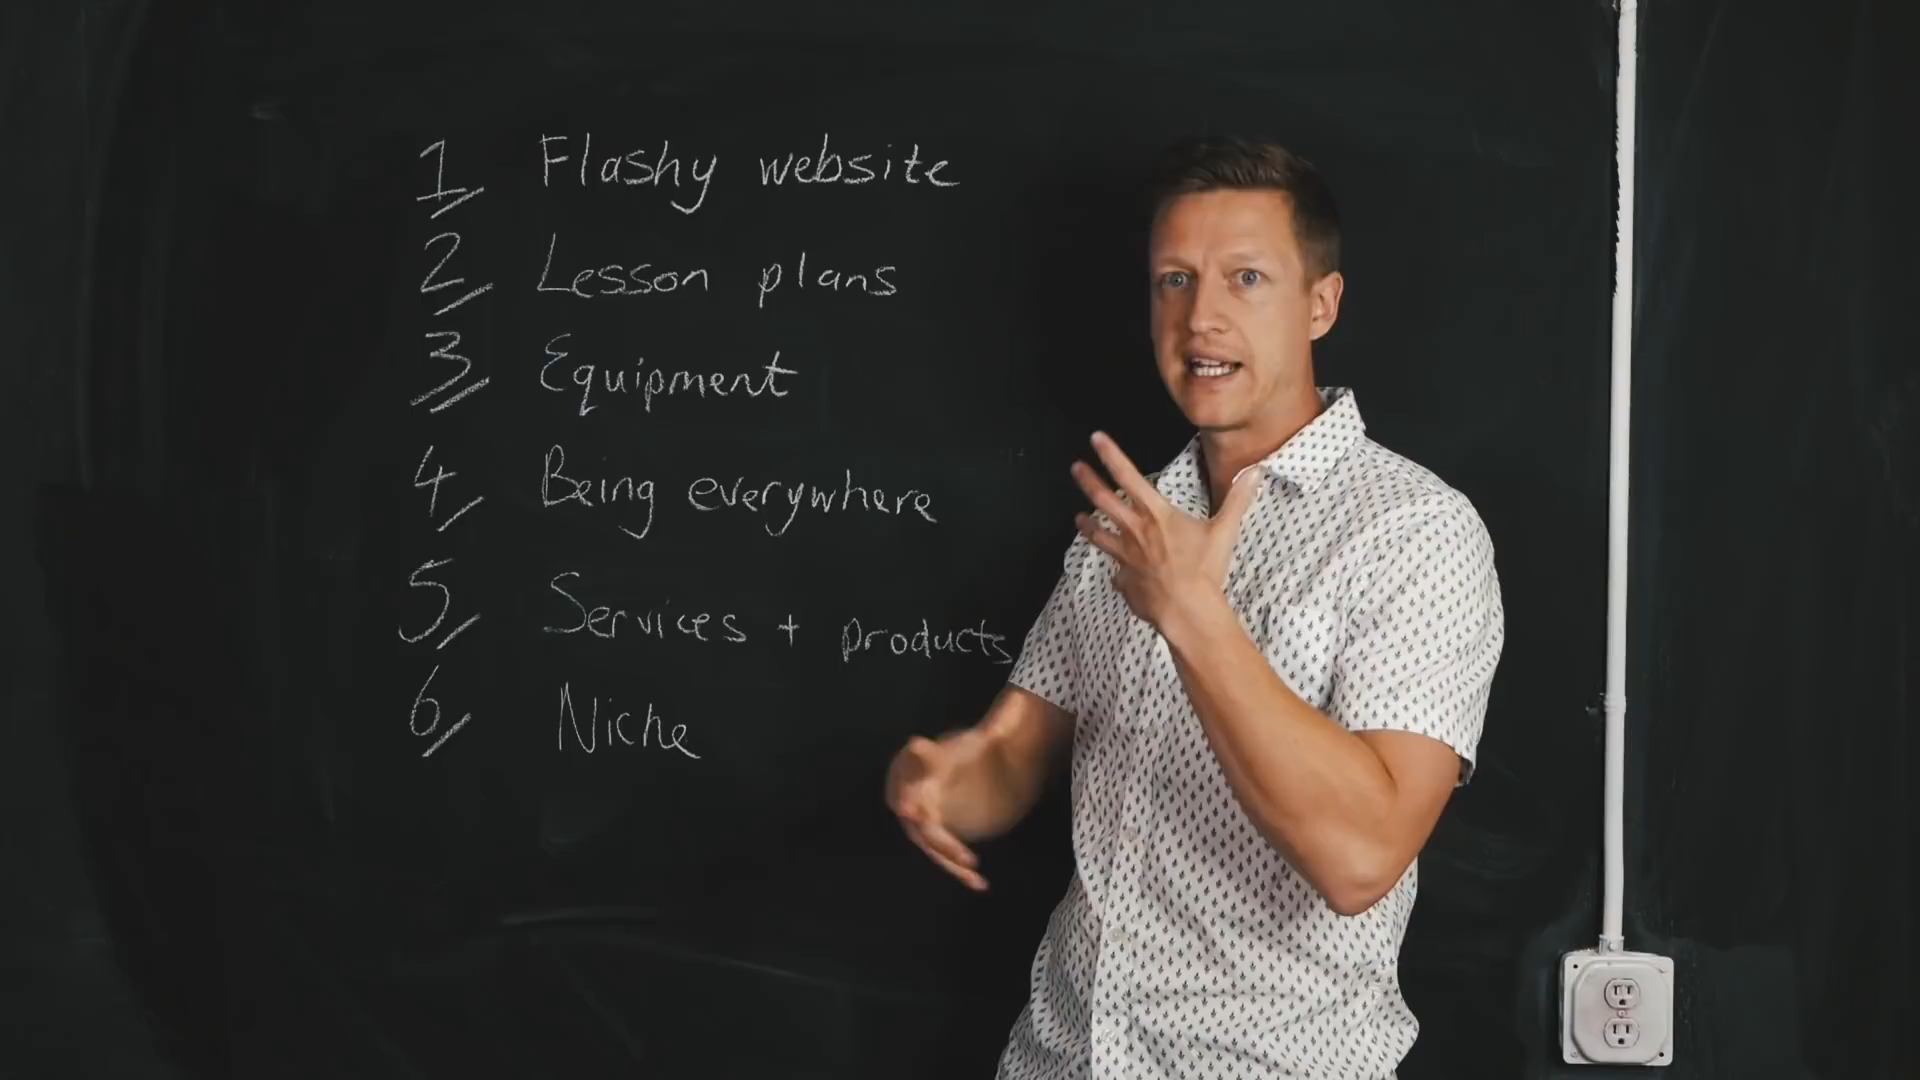 1 Flashy website
2 Lesson plans
3 Equipment
4 Being everywhere
5 Services + products
6 Niche